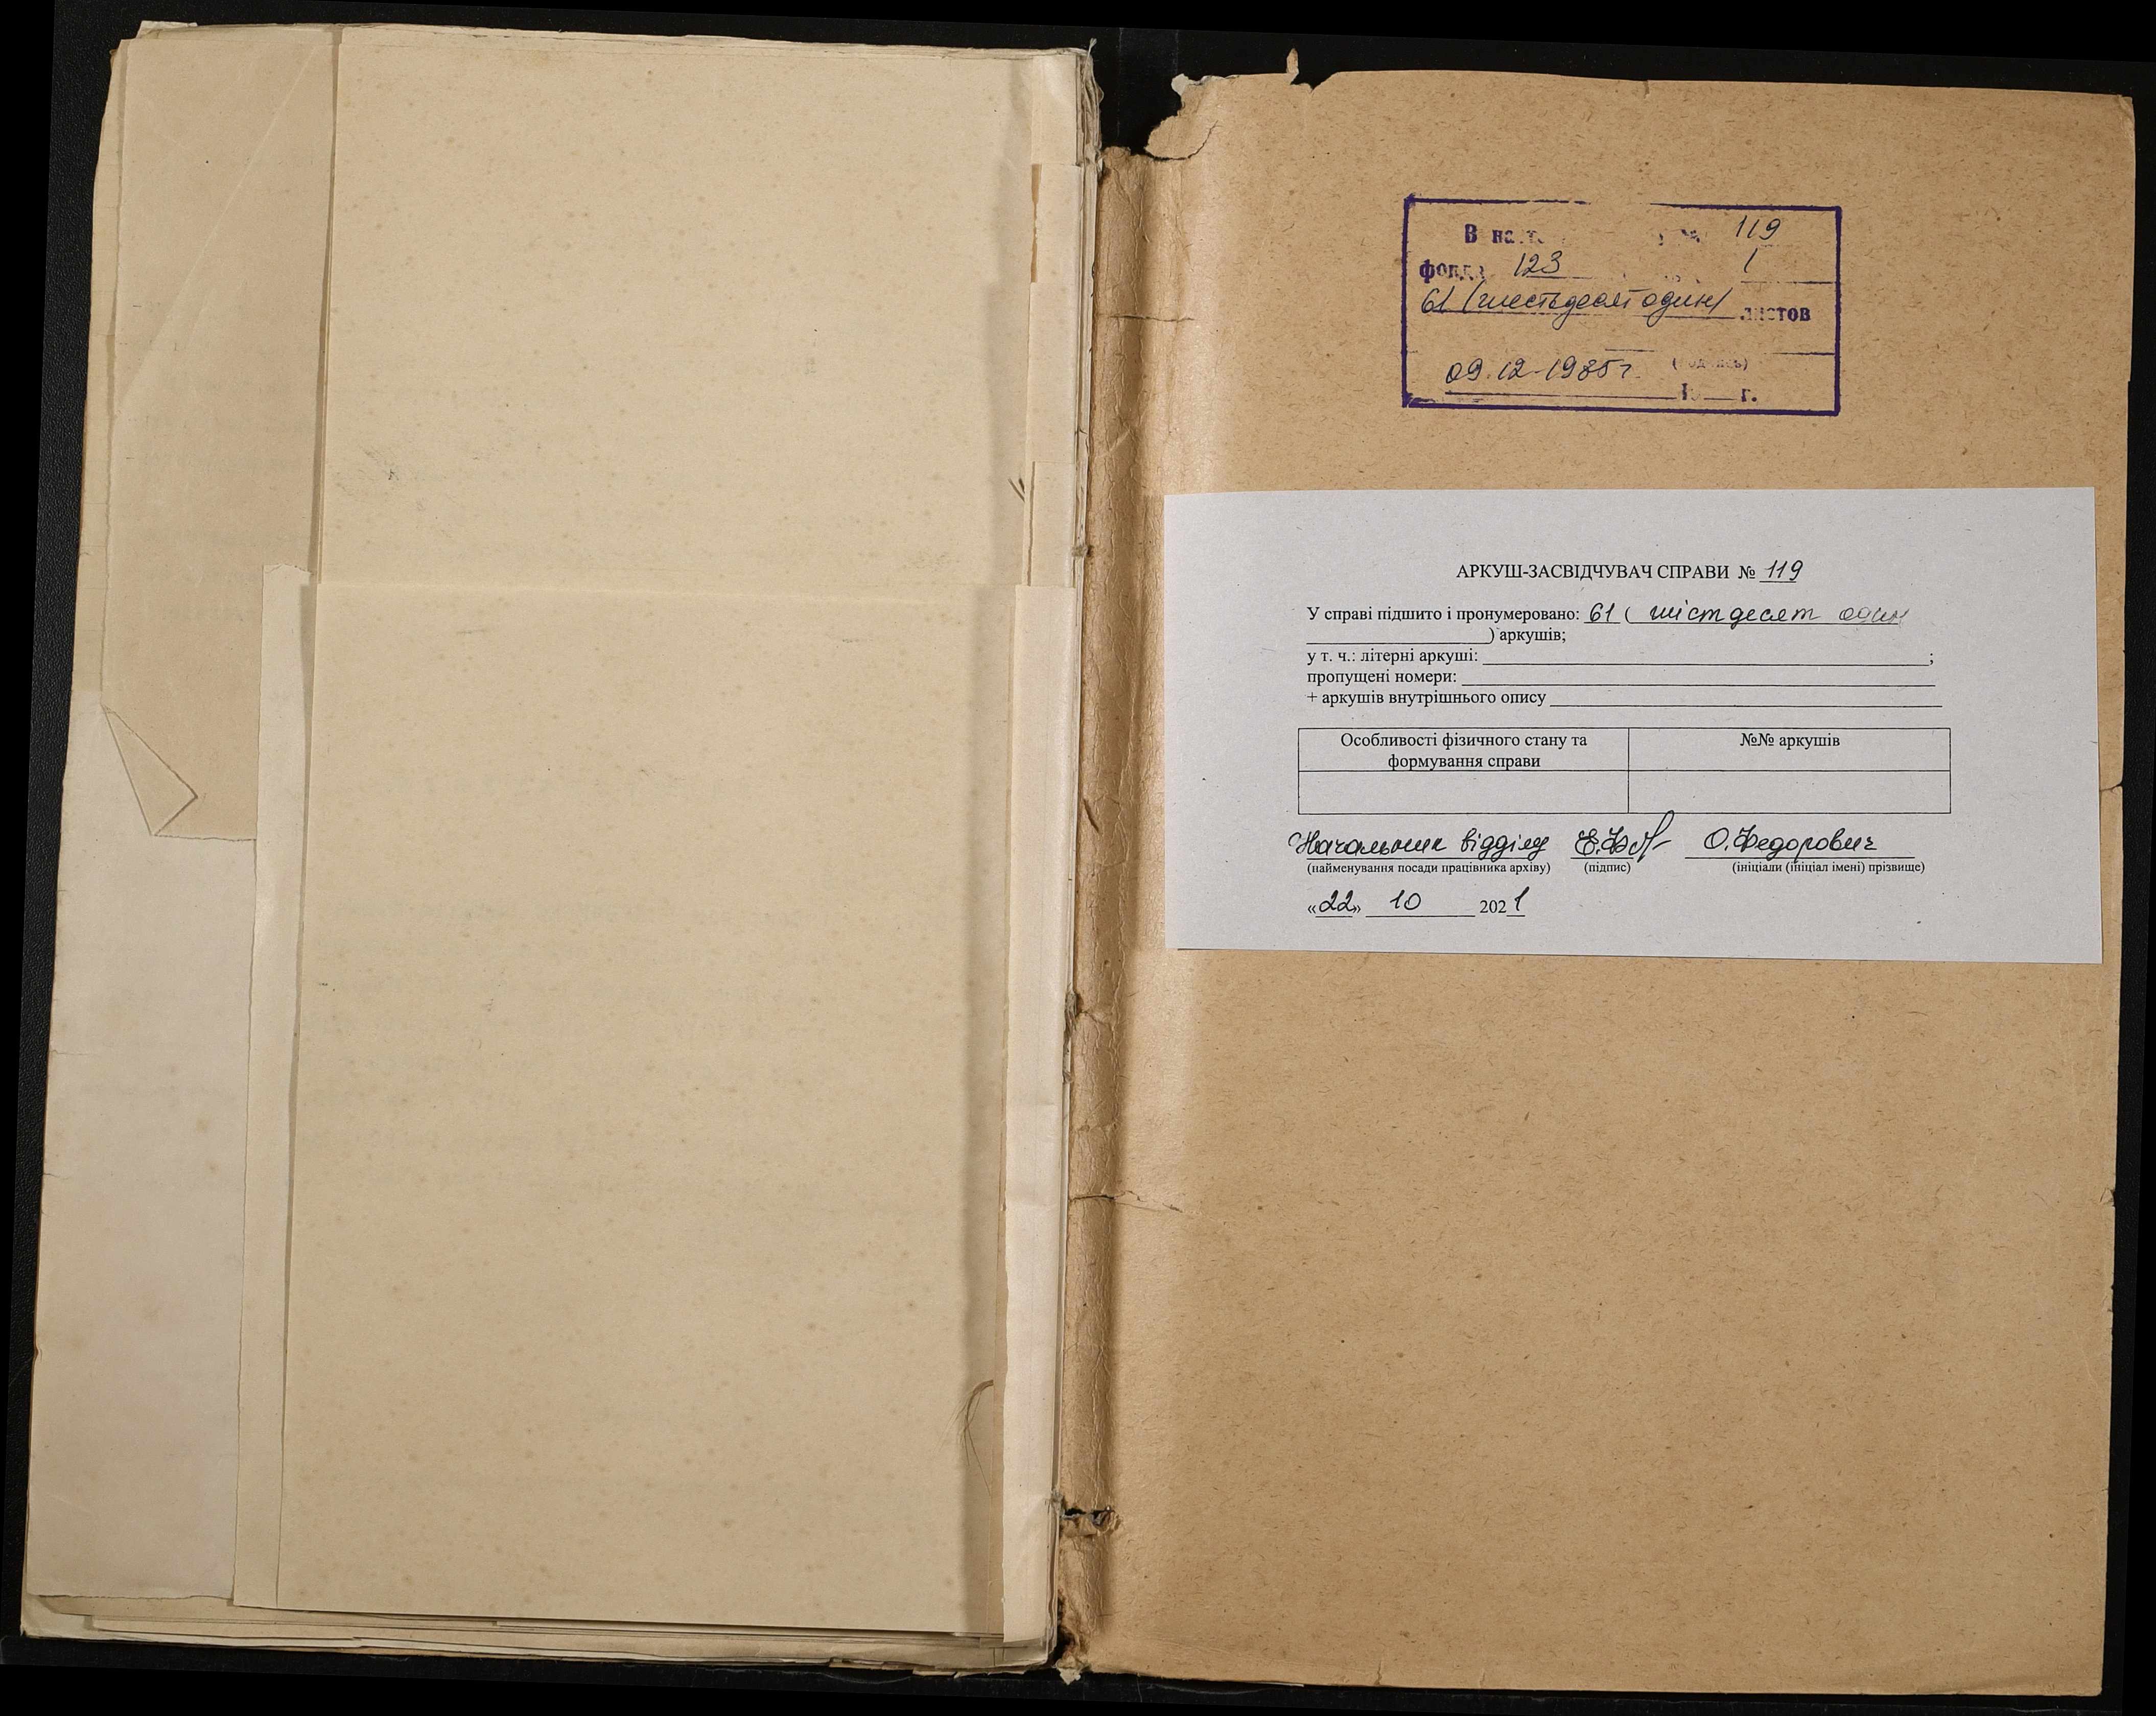 В 119
фонда 123 1
61 (шестьдесят один) листов
(подпись)
09.12.1985 г. 19 г.
АРКУШ-ЗАСВІДЧУВАЧ СПРАВИ № 119
У справі підшито і пронумеровано: 61 ( шістдесят один
) аркушів;
у т. ч.: літерні аркуші: ;
пропущені номери:
+ аркушів внутрішнього опису
Особливості фізичного стану та
формування справи
№№ аркушів
Начальник відділу О.Федорович
(найменування посади працівника архіву) (підпис) (ініціали (ініціал імені) прізвище)
«22» 10 2021